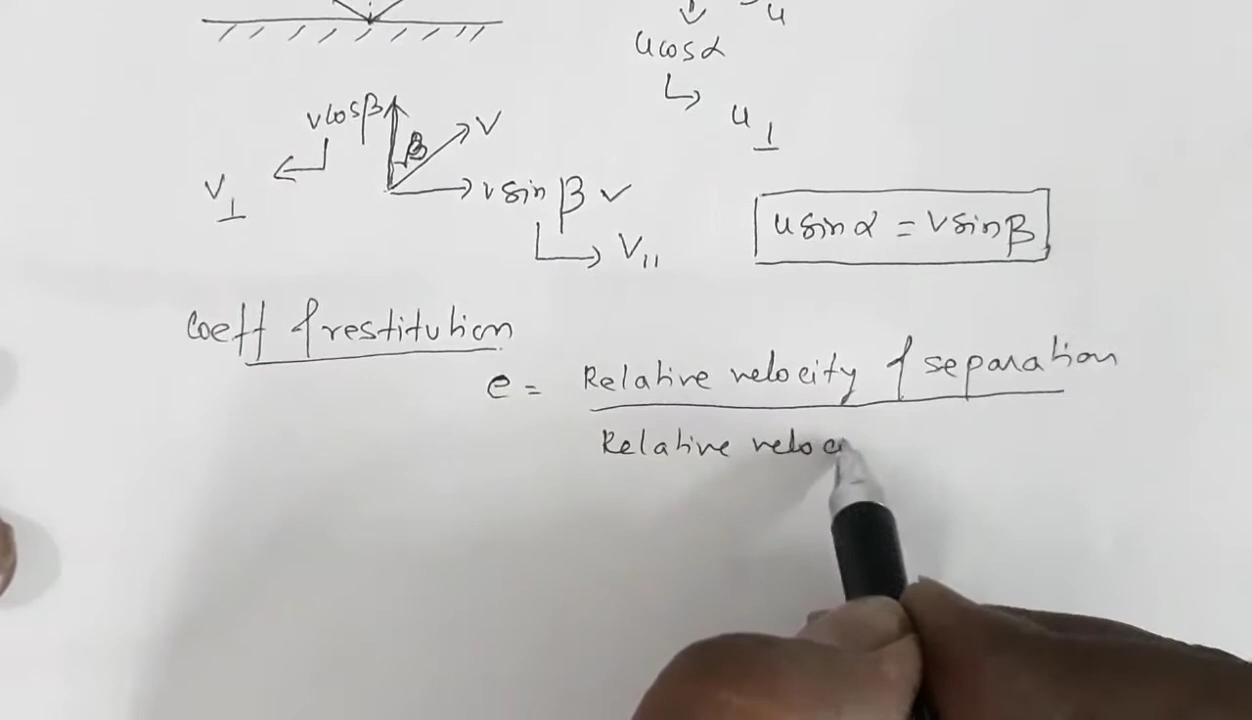 u
u cos α
u⊥
v cos β
β
v
v⊥
v sin β ✓
v||
u sin α = v sin β
Coeff of restitution
e = Relative velocity of separation
Relative veloc